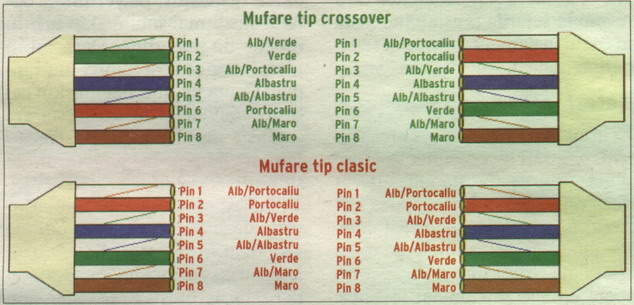 Mufare tip crossover
Pin 1 Alb/Verde Pin 1 Alb/Portocaliu
Pin 2 Verde Pin 2 Portocaliu
Pin 3 Alb/Portocaliu Pin 3 Alb/Verde
Pin 4 Albastru Pin 4 Albastru
Pin 5 Alb/Albastru Pin 5 Alb/Albastru
Pin 6 Portocaliu Pin 6 Verde
Pin 7 Alb/Maro Pin 7 Alb/Maro
Pin 8 Maro Pin 8 Maro
Mufare tip clasic
Pin 1 Alb/Portocaliu Pin 1 Alb/Portocaliu
Pin 2 Portocaliu Pin 2 Portocaliu
Pin 3 Alb/Verde Pin 3 Alb/Verde
Pin 4 Albastru Pin 4 Albastru
Pin 5 Alb/Albastru Pin 5 Alb/Albastru
Pin 6 Verde Pin 6 Verde
Pin 7 Alb/Maro Pin 7 Alb/Maro
Pin 8 Maro Pin 8 Maro